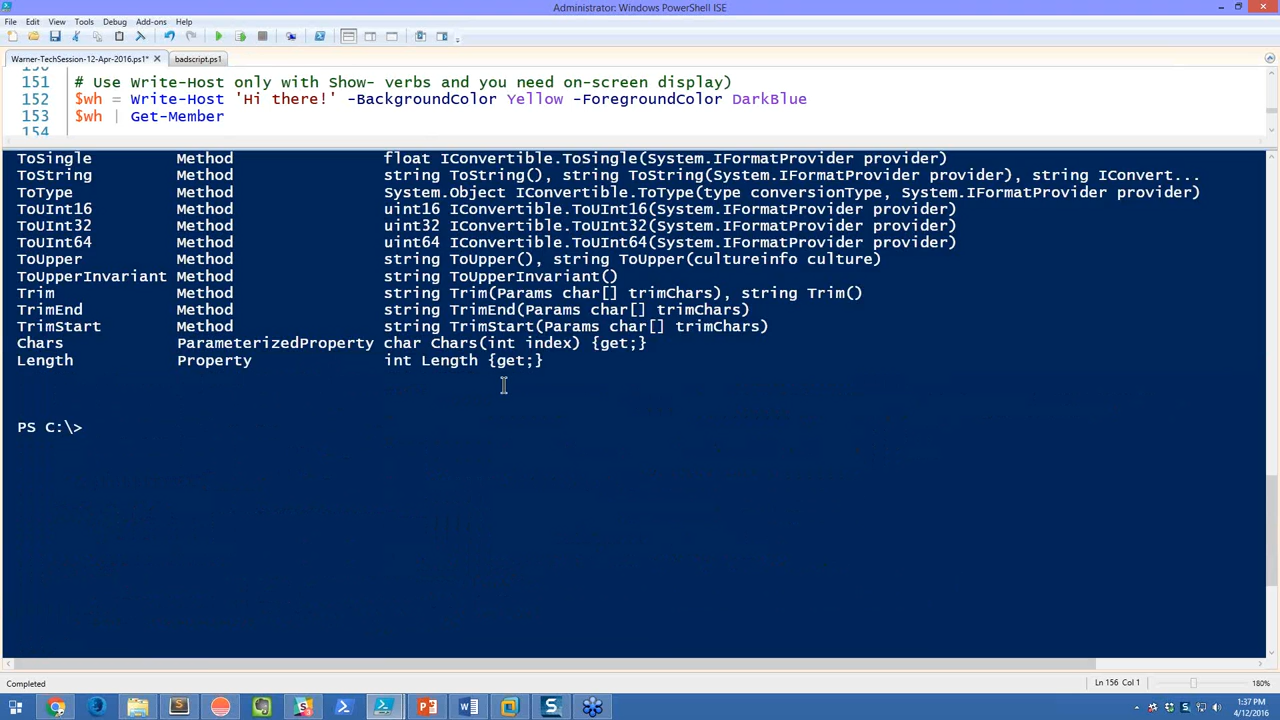 Administrator: Windows PowerShell ISE
File Edit View Tools Debug Add-ons Help
Warner-TechSession-12-Apr-2016.ps1* badscript.ps1
151 # Use Write-Host only with Show- verbs and you need on-screen display)
152 $wh = Write-Host 'Hi there!' -BackgroundColor Yellow -ForegroundColor DarkBlue
153 $wh | Get-Member
154
ToSingle Method float IConvertible.ToSingle(System.IFormatProvider provider)
ToString Method string ToString(), string ToString(System.IFormatProvider provider), string IConvert...
ToType Method System.Object IConvertible.ToType(type conversionType, System.IFormatProvider provider)
ToUInt16 Method uint16 IConvertible.ToUInt16(System.IFormatProvider provider)
ToUInt32 Method uint32 IConvertible.ToUInt32(System.IFormatProvider provider)
ToUInt64 Method uint64 IConvertible.ToUInt64(System.IFormatProvider provider)
ToUpper Method string ToUpper(), string ToUpper(cultureinfo culture)
ToUpperInvariant Method string ToUpperInvariant()
Trim Method string Trim(Params char[] trimChars), string Trim()
TrimEnd Method string TrimEnd(Params char[] trimChars)
TrimStart Method string TrimStart(Params char[] trimChars)
Chars ParameterizedProperty char Chars(int index) {get;}
Length Property int Length {get;}
PS C:\>
Completed Ln 156 Col 1 180%
1:37 PM
4/12/2016